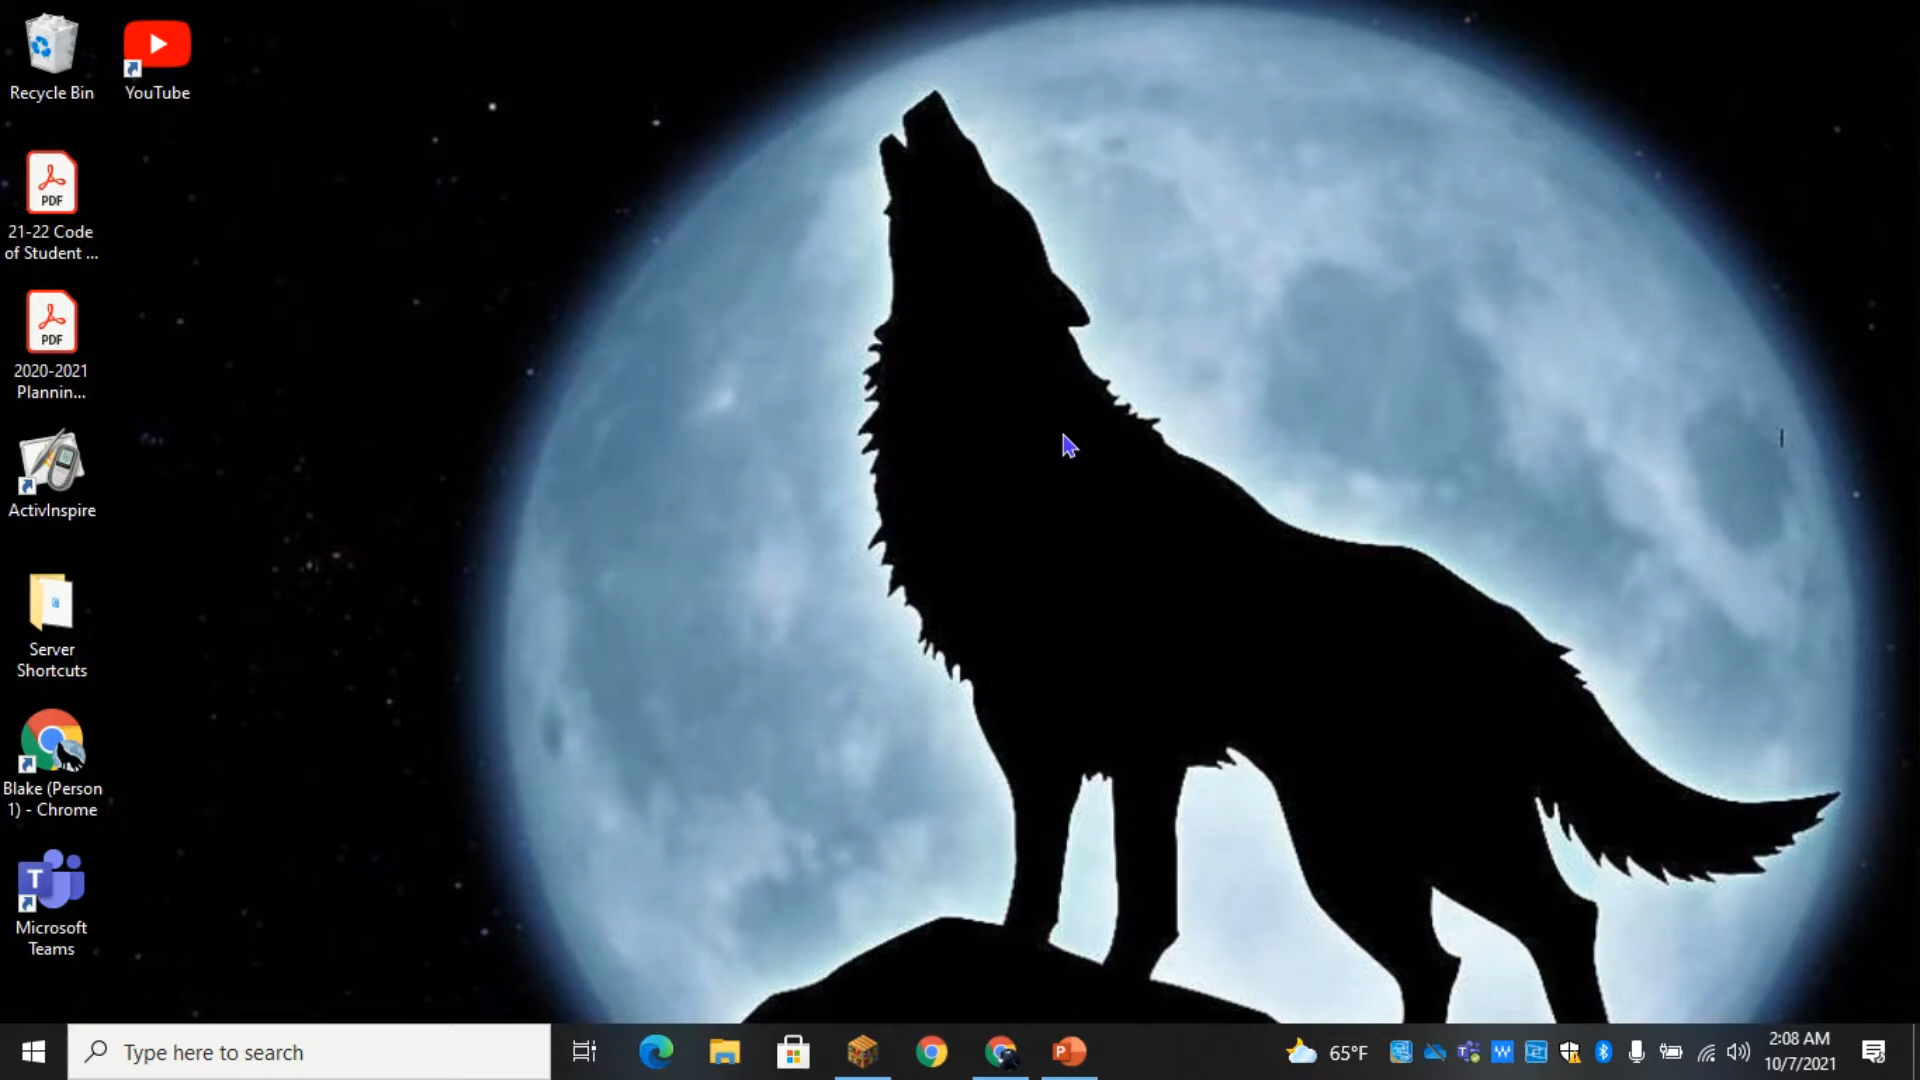 Recycle Bin
YouTube
PDF
21-22 Code
of Student ...
PDF
2020-2021
Plannin...
ActivInspire
Server
Shortcuts
Blake (Person
1) - Chrome
T
Microsoft
Teams
Type here to search
P
65°F
W
2:08 AM
10/7/2021